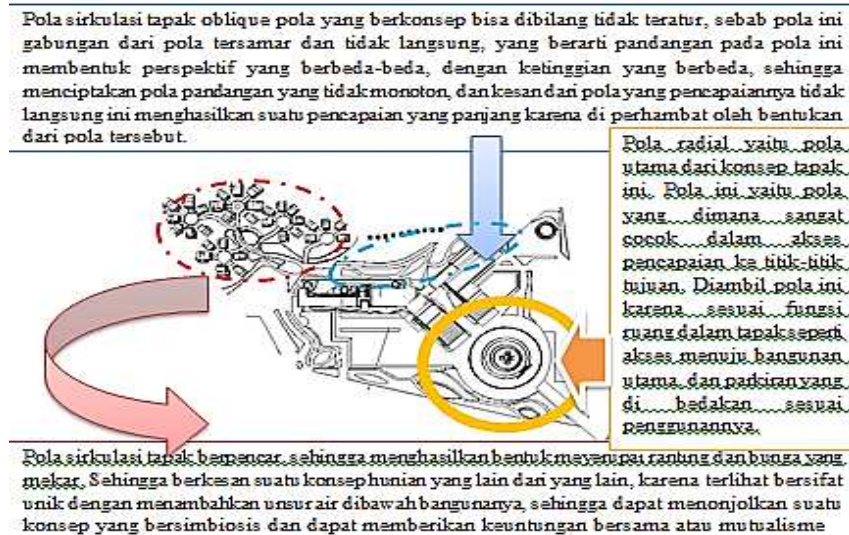 Pola sirkulasi tapak oblique pola yang berkonsep bisa dibilang tidak teratur, sebab pola ini
gabungan dari pola tersamar dan tidak langsung, yang berarti pandangan pada pola ini
membentuk perspektif yang berbeda-beda, dengan ketinggian yang berbeda, sehingga
menciptakan pola pandangan yang tidak monoton, dan kesan dari pola yang pencapaiannya tidak
langsung ini menghasilkan suatu pencapaian yang panjang karena di perhambat oleh bentukan
dari pola tersebut.
Pola radial yaitu pola
utama dari konsep tapak
ini. Pola ini yaitu pola
yang dimana sangat
cocok dalam akses
pencapaian ke titik-titik
tujuan. Diambil pola ini
karena sesuai fungsi
ruang dalam tapak seperti
akses menuju bangunan
utama dan parkiran yang
di bedakan sesuai
penggunannya.
Pola sirkulasi tapak berpencar, sehingga menghasilkan bentuk meyerupai ranting dan bunga yang
mekar. Sehingga berkesan suatu konsep hunian yang lain dari yang lain, karena terlihat bersifat
unik dengan menambahkan unsur air dibawah bangunanya, sehingga dapat menonjolkan suatu
konsep yang bersimbiosis dan dapat memberikan keuntungan bersama atau mutualisme